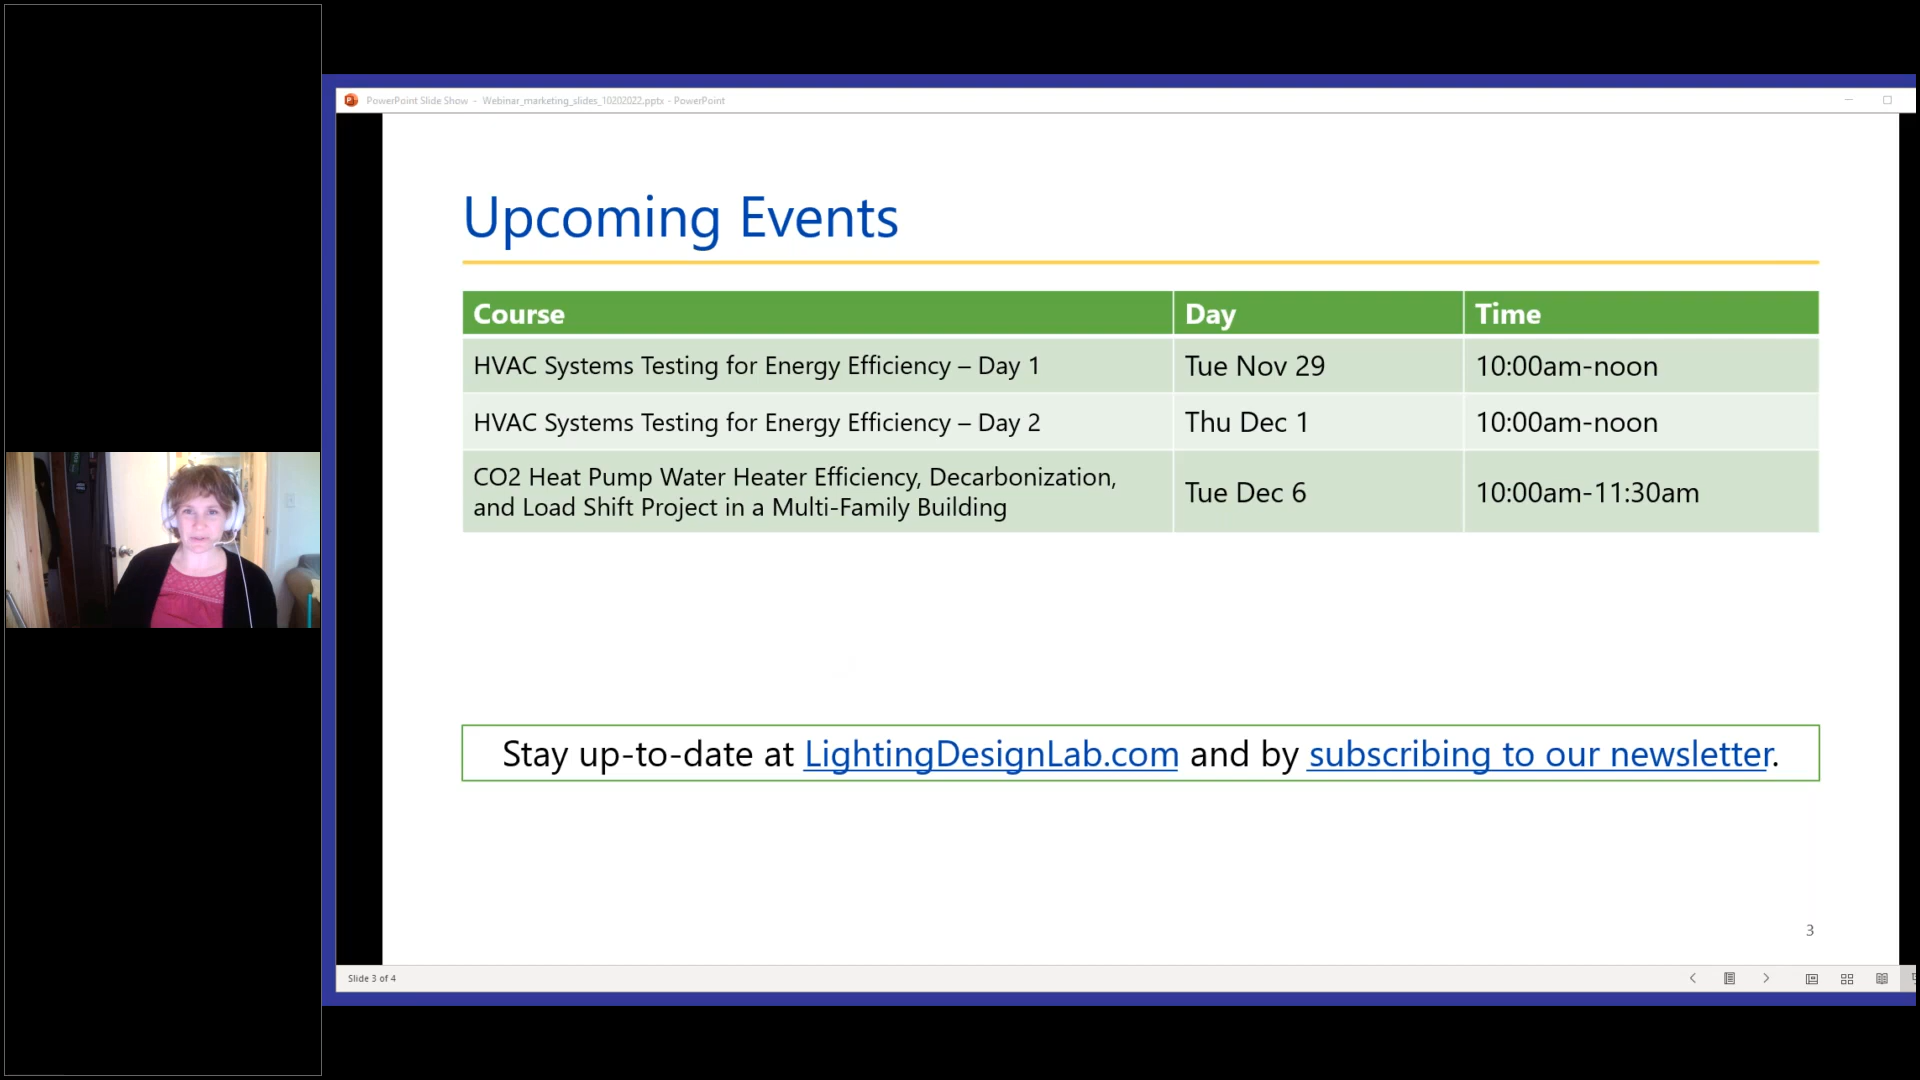 PowerPoint Slide Show - Webinar_marketing_slides_10202022.pptx - PowerPoint
Upcoming Events
Course Day Time
HVAC Systems Testing for Energy Efficiency – Day 1 Tue Nov 29 10:00am-noon
HVAC Systems Testing for Energy Efficiency – Day 2 Thu Dec 1 10:00am-noon
CO2 Heat Pump Water Heater Efficiency, Decarbonization,
and Load Shift Project in a Multi-Family Building Tue Dec 6 10:00am-11:30am
Stay up-to-date at LightingDesignLab.com and by subscribing to our newsletter.
3
Slide 3 of 4